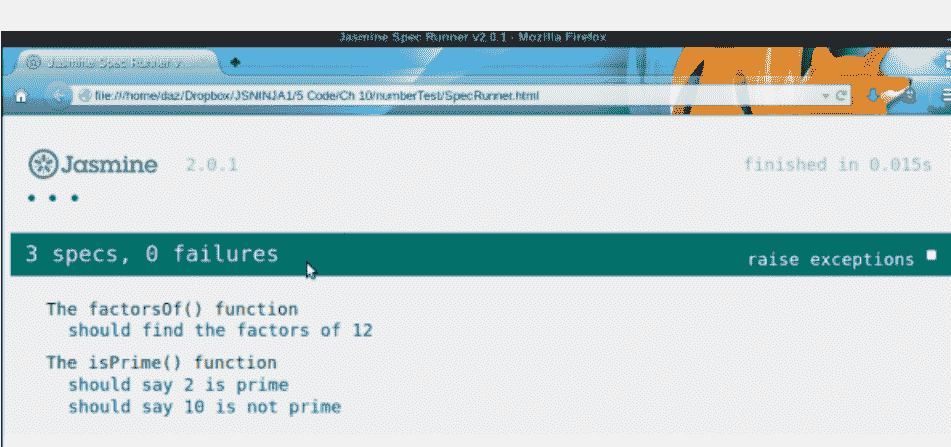 Jasmine Spec Runner v2.0.1 - Mozilla Firefox
Jasmine Spec Runner v...
file:///home/daz/Dropbox/JSNINJA1/5 Code/Ch 10/numberTest/SpecRunner.html
Jasmine 2.0.1 finished in 0.015s
3 specs, 0 failures raise exceptions
The factorsOf() function
should find the factors of 12
The isPrime() function
should say 2 is prime
should say 10 is not prime